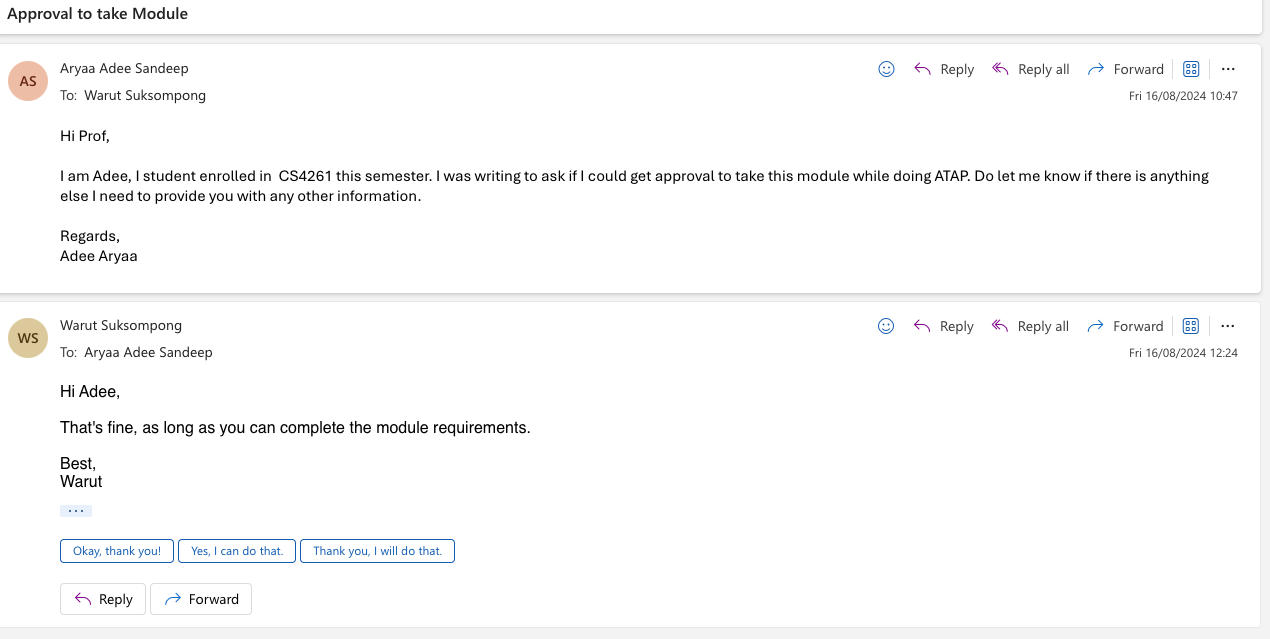 Approval to take Module
AS
Aryaa Adee Sandeep
Reply
Reply all
Forward
To: Warut Suksompong
Fri 16/08/2024 10:47
Hi Prof,
I am Adee, I student enrolled in  CS4261 this semester. I was writing to ask if I could get approval to take this module while doing ATAP. Do let me know if there is anything
else I need to provide you with any other information.
Regards,
Adee Aryaa
WS
Warut Suksompong
Reply
Reply all
Forward
To: Aryaa Adee Sandeep
Fri 16/08/2024 12:24
Hi Adee,
That's fine, as long as you can complete the module requirements.
Best,
Warut
Okay, thank you!
Yes, I can do that.
Thank you, I will do that.
Reply
Forward